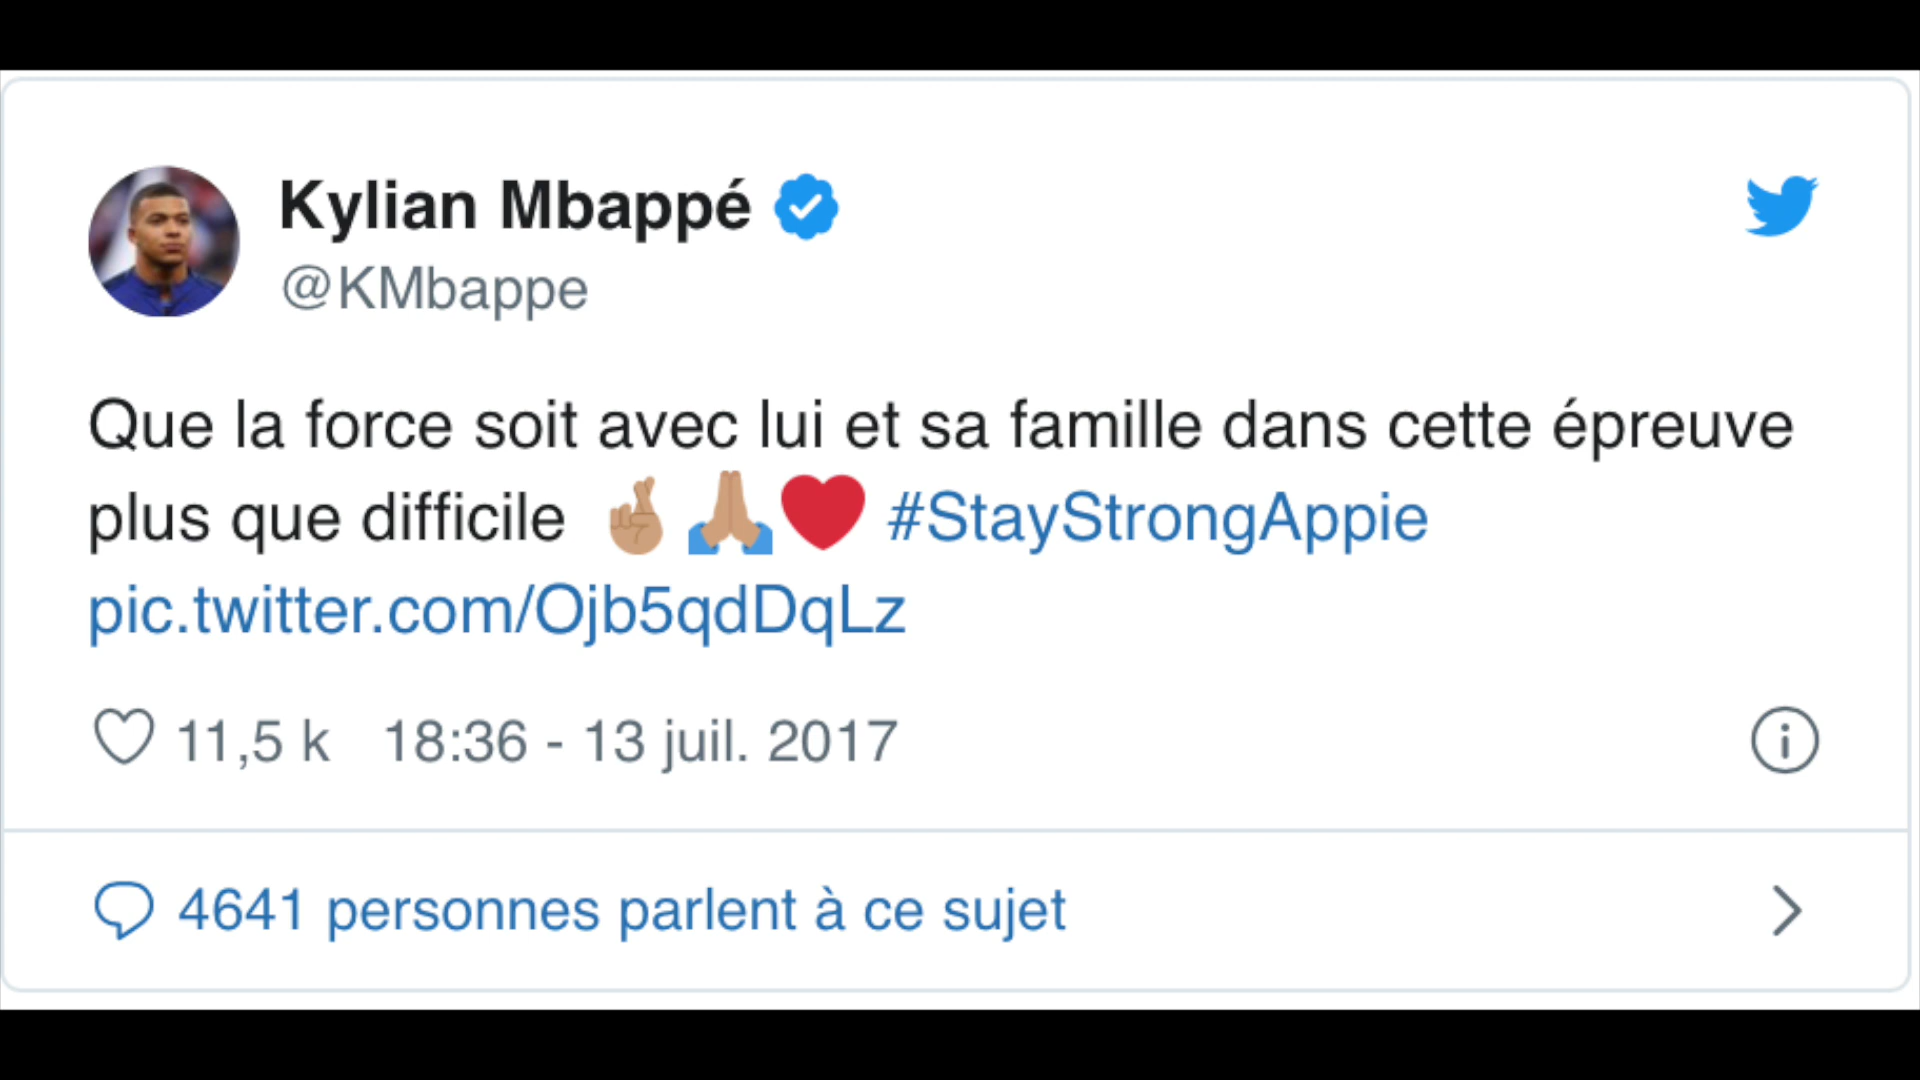 Kylian Mbappé
@KMbappe
Que la force soit avec lui et sa famille dans cette épreuve
plus que difficile 🤞🏽🙏🏽❤️ #StayStrongAppie
pic.twitter.com/Ojb5qdDqLz
11,5 k 18:36 - 13 juil. 2017
4641 personnes parlent à ce sujet